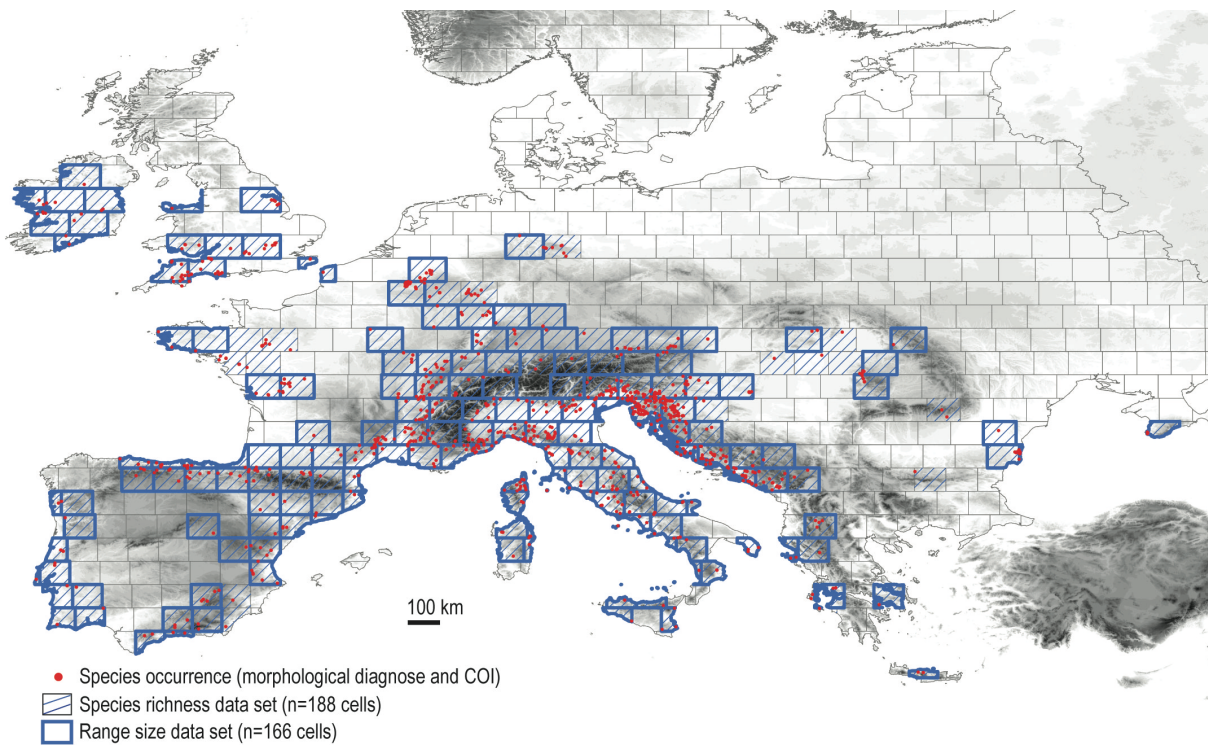 100 km
Species occurrence (morphological diagnose and COI)
Species richness data set (n=188 cells)
Range size data set (n=166 cells)